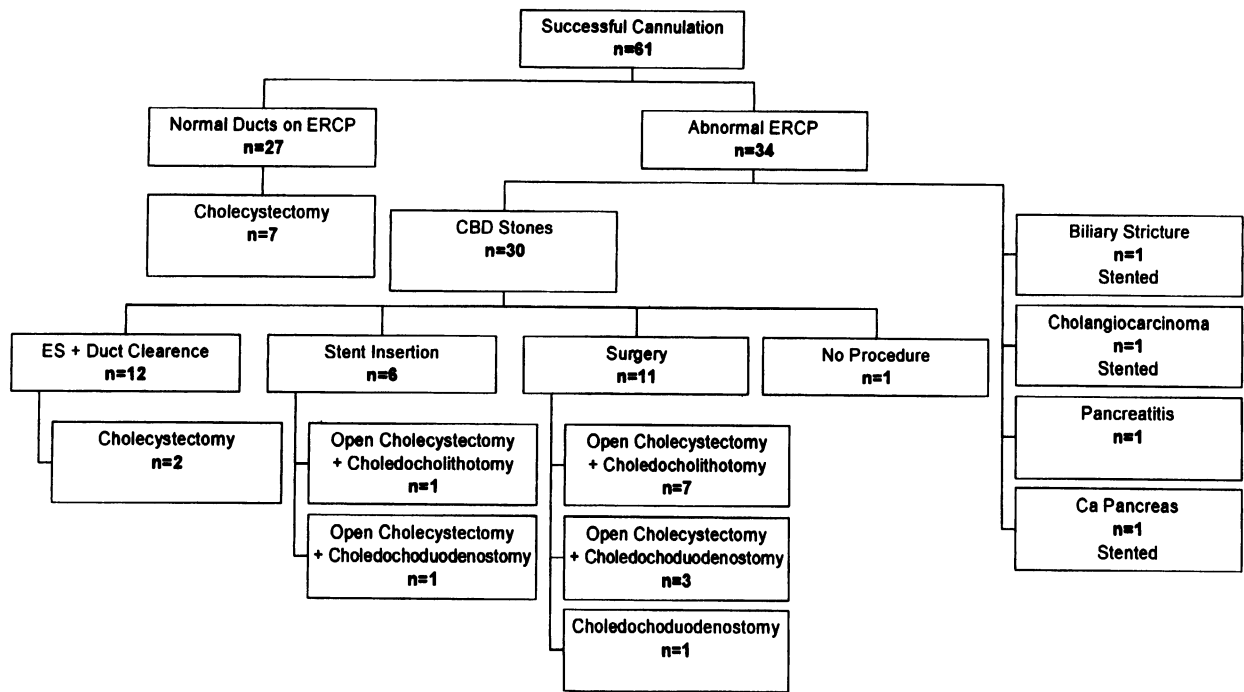 Successful Cannulation
n=61
Normal Ducts on ERCP
n=27
Abnormal ERCP
n=34
Cholecystectomy
n=7
CBD Stones
n=30
Biliary Stricture
n=1
Stented
Cholangiocarcinoma
n=1
Stented
Pancreatitis
n=1
Ca Pancreas
n=1
Stented
ES + Duct Clearence
n=12
Stent Insertion
n=6
Surgery
n=11
No Procedure
n=1
Cholecystectomy
n=2
Open Cholecystectomy
+ Choledocholithotomy
n=1
Open Cholecystectomy
+ Choledochoduodenostomy
n=1
Open Cholecystectomy
+ Choledocholithotomy
n=7
Open Cholecystectomy
+ Choledochoduodenostomy
n=3
Choledochoduodenostomy
n=1